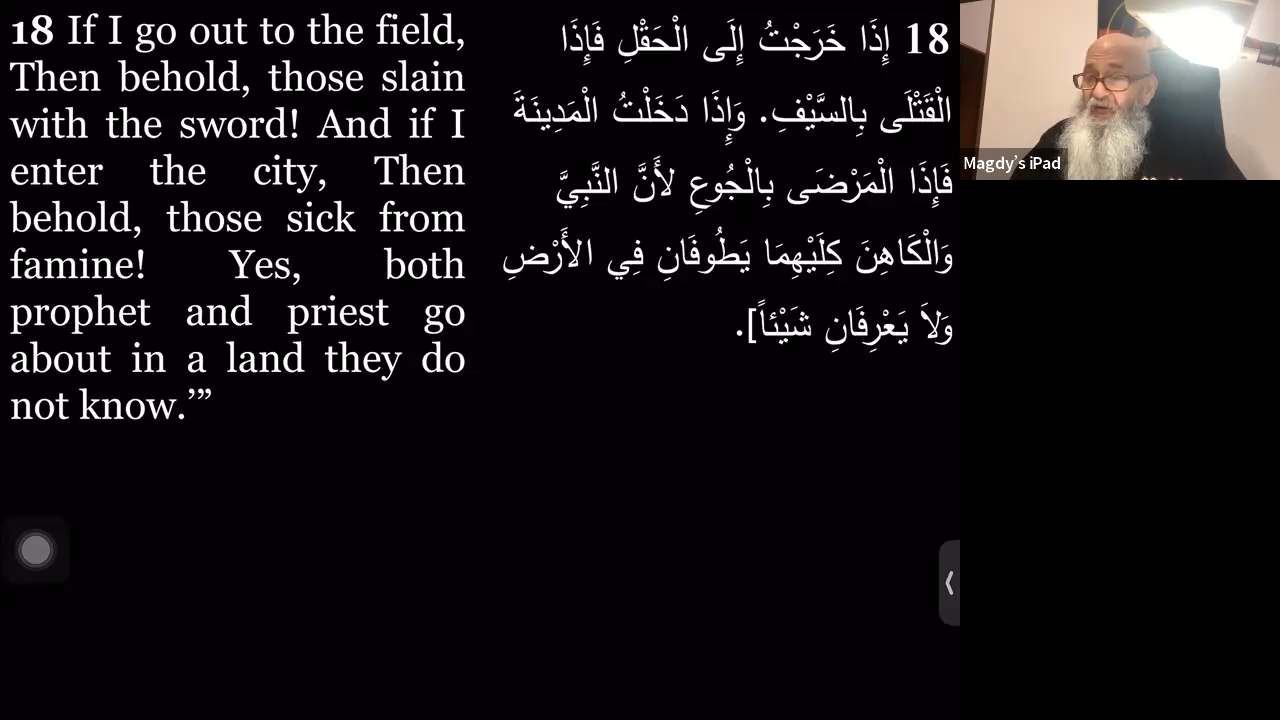 18 If I go out to the field,
Then behold, those slain
with the sword! And if I
enter the city, Then
behold, those sick from
famine! Yes, both
prophet and priest go
about in a land they do
not know.’”
18 إِذَا خَرَجْتُ إِلَى الْحَقْلِ فَإِذَا
الْقَتْلَى بِالسَّيْفِ. وَإِذَا دَخَلْتُ الْمَدِينَةَ
فَإِذَا الْمَرْضَى بِالْجُوعِ لأَنَّ النَّبِيَّ
وَالْكَاهِنَ كِلَيْهِمَا يَطُوفَانِ فِي الأَرْضِ
وَلاَ يَعْرِفَانِ شَيْئاً].
Magdy’s iPad